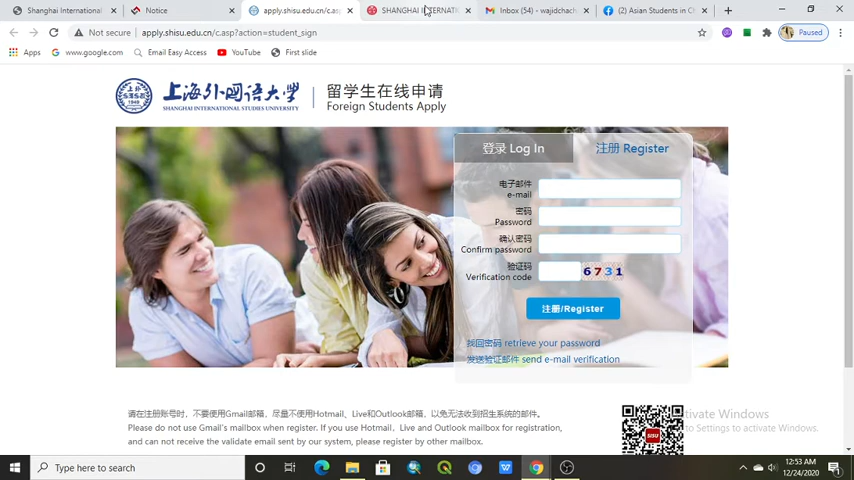 Shanghai International
Notice
apply.shisu.edu.cn/c.asp
SHANGHAI INTERNATI
Inbox (54) - wajidchach
(2) Asian Students in Ch
Not secure
apply.shisu.edu.cn/c.asp?action=student_sign
Paused
Apps
www.google.com
Search Easy Access
YouTube
First slide
上海外国语大学
SHANGHAI INTERNATIONAL STUDIES UNIVERSITY
留学生在线申请
Foreign Students Apply
登录 Log In
注册 Register
电子邮件
e-mail
密码
Password
确认密码
Confirm password
验证码
Verification code
6731
注册/Register
找回密码 retrieve your password
发送验证邮件 send e-mail verification
请在注册账号时，不要使用Gmail邮箱，尽量不使用Hotmail、Live和Outlook邮箱，以免无法收到招生系统的邮件。
Please do not use Gmail's mailbox when register. If you use Hotmail, Live and Outlook mailbox for registration,
and can not receive the validate email sent by our system, please register by other mailbox.
SISU
tivate Windows
to Settings to activate Windows.
Type here to search
12:53 AM
12/24/2020